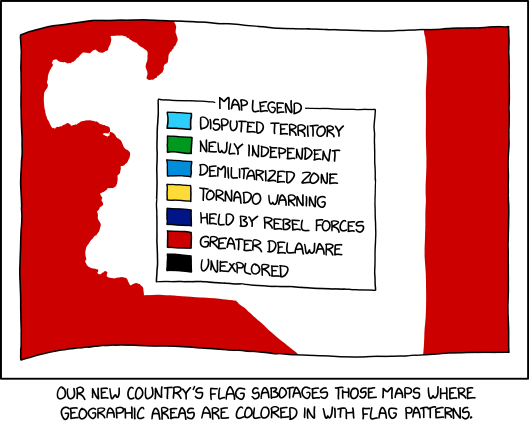 MAP LEGEND
DISPUTED TERRITORY
NEWLY INDEPENDENT
DEMILITARIZED ZONE
TORNADO WARNING
HELD BY REBEL FORCES
GREATER DELAWARE
UNEXPLORED
OUR NEW COUNTRY'S FLAG SABOTAGES THOSE MAPS WHERE
GEOGRAPHIC AREAS ARE COLORED IN WITH FLAG PATTERNS.